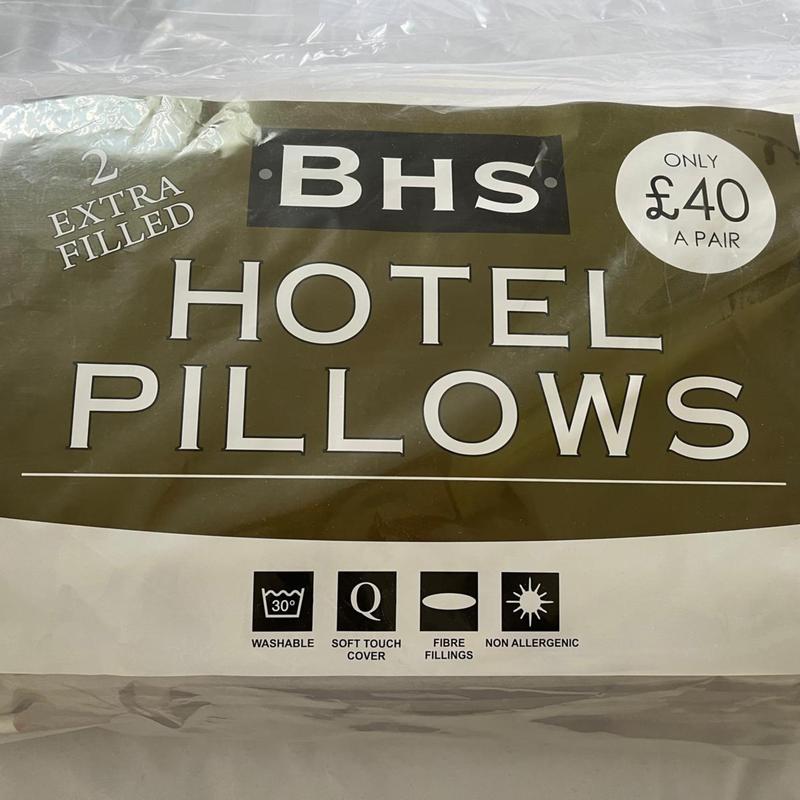 2
EXTRA
FILLED
BHS
ONLY
£40
A PAIR
HOTEL
PILLOWS
30°
WASHABLE
Q
SOFT TOUCH
COVER
FIBRE
FILLINGS
NON ALLERGENIC